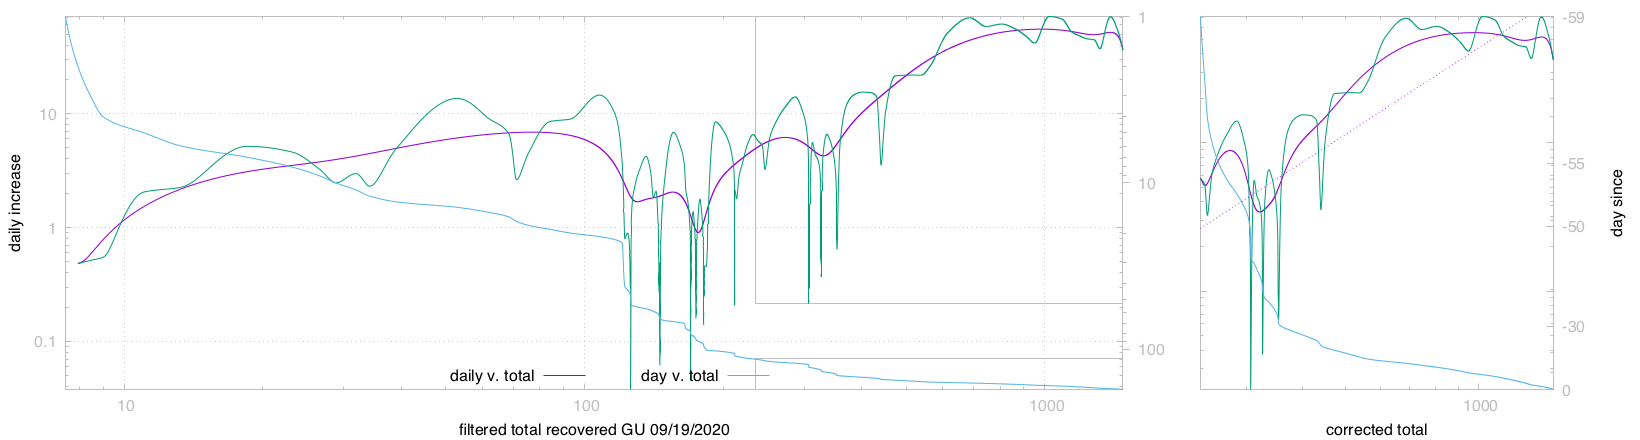 1
-59
10
daily increase
-55
10
day since
1
-50
-30
0.1
100
daily v. total
day v. total
0
10
100
1000
1000
filtered total recovered GU 09/19/2020
corrected total